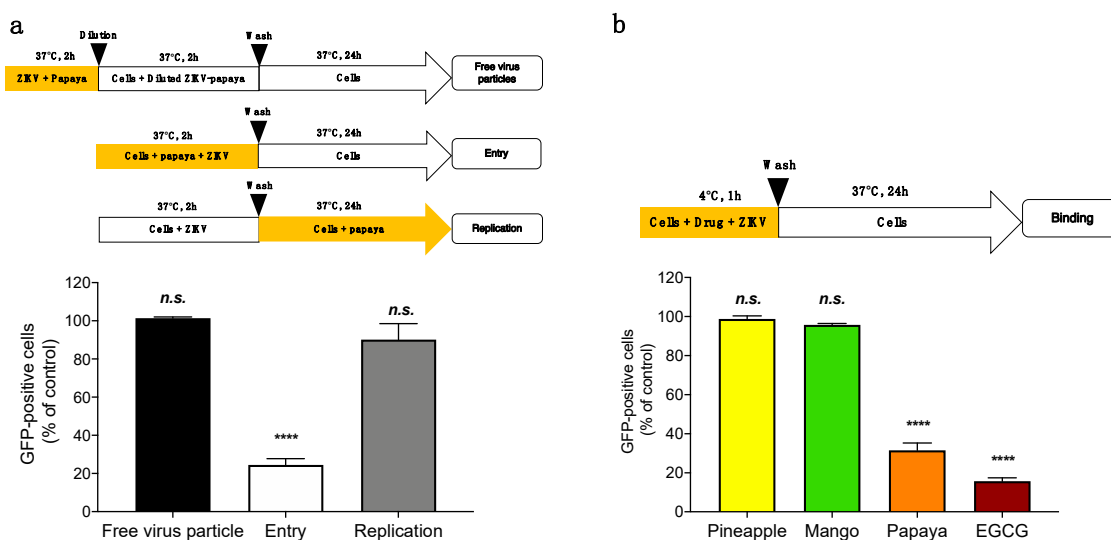 a
Dilution
Wash
37°C, 2h
37°C, 2h
37°C, 24h
ZIKV + Papaya
Cells + Diluted ZIKV-papaya
Cells
Free virus
particles
Wash
37°C, 2h
37°C, 24h
Cells + papaya + ZIKV
Cells
Entry
Wash
37°C, 2h
37°C, 24h
Cells + ZIKV
Cells + papaya
Replication
GFP-positive cells
(% of control)
120
100
80
60
40
20
0
n.s.
****
n.s.
Free virus particle
Entry
Replication
b
Wash
4°C, 1h
37°C, 24h
Cells + Drug + ZIKV
Cells
Binding
GFP-positive cells
(% of control)
120
100
80
60
40
20
0
n.s.
n.s.
****
****
Pineapple
Mango
Papaya
EGCG